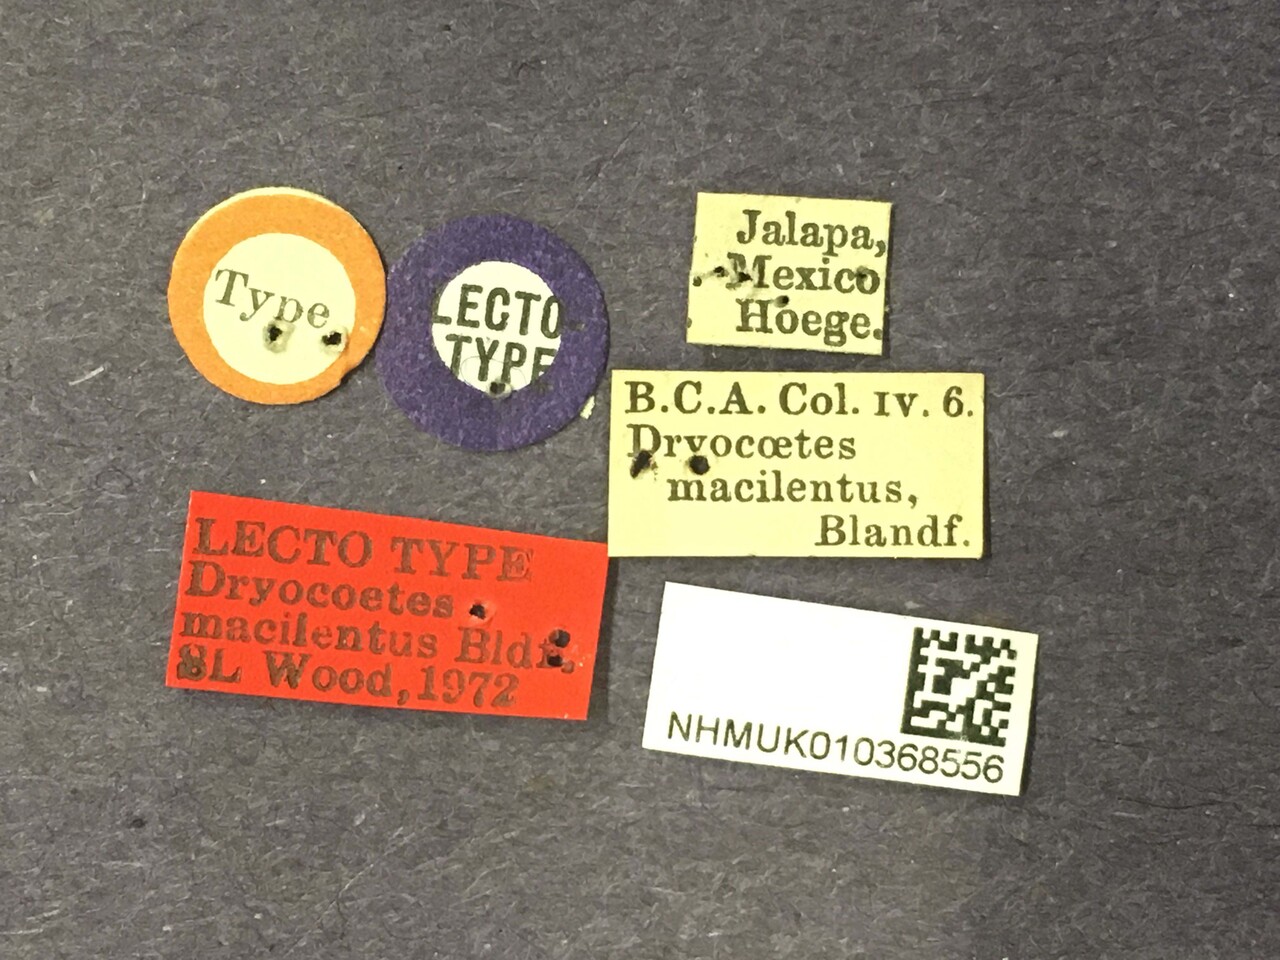 Type.
LECTO-
TYPE
Jalapa,
Mexico
Hoege.
B.C.A. Col. IV. 6.
Dryocœtes
macilentus,
Blandf.
LECTO TYPE
Dryocoetes
macilentus Bldf.
SL Wood, 1972
NHMUK010368556